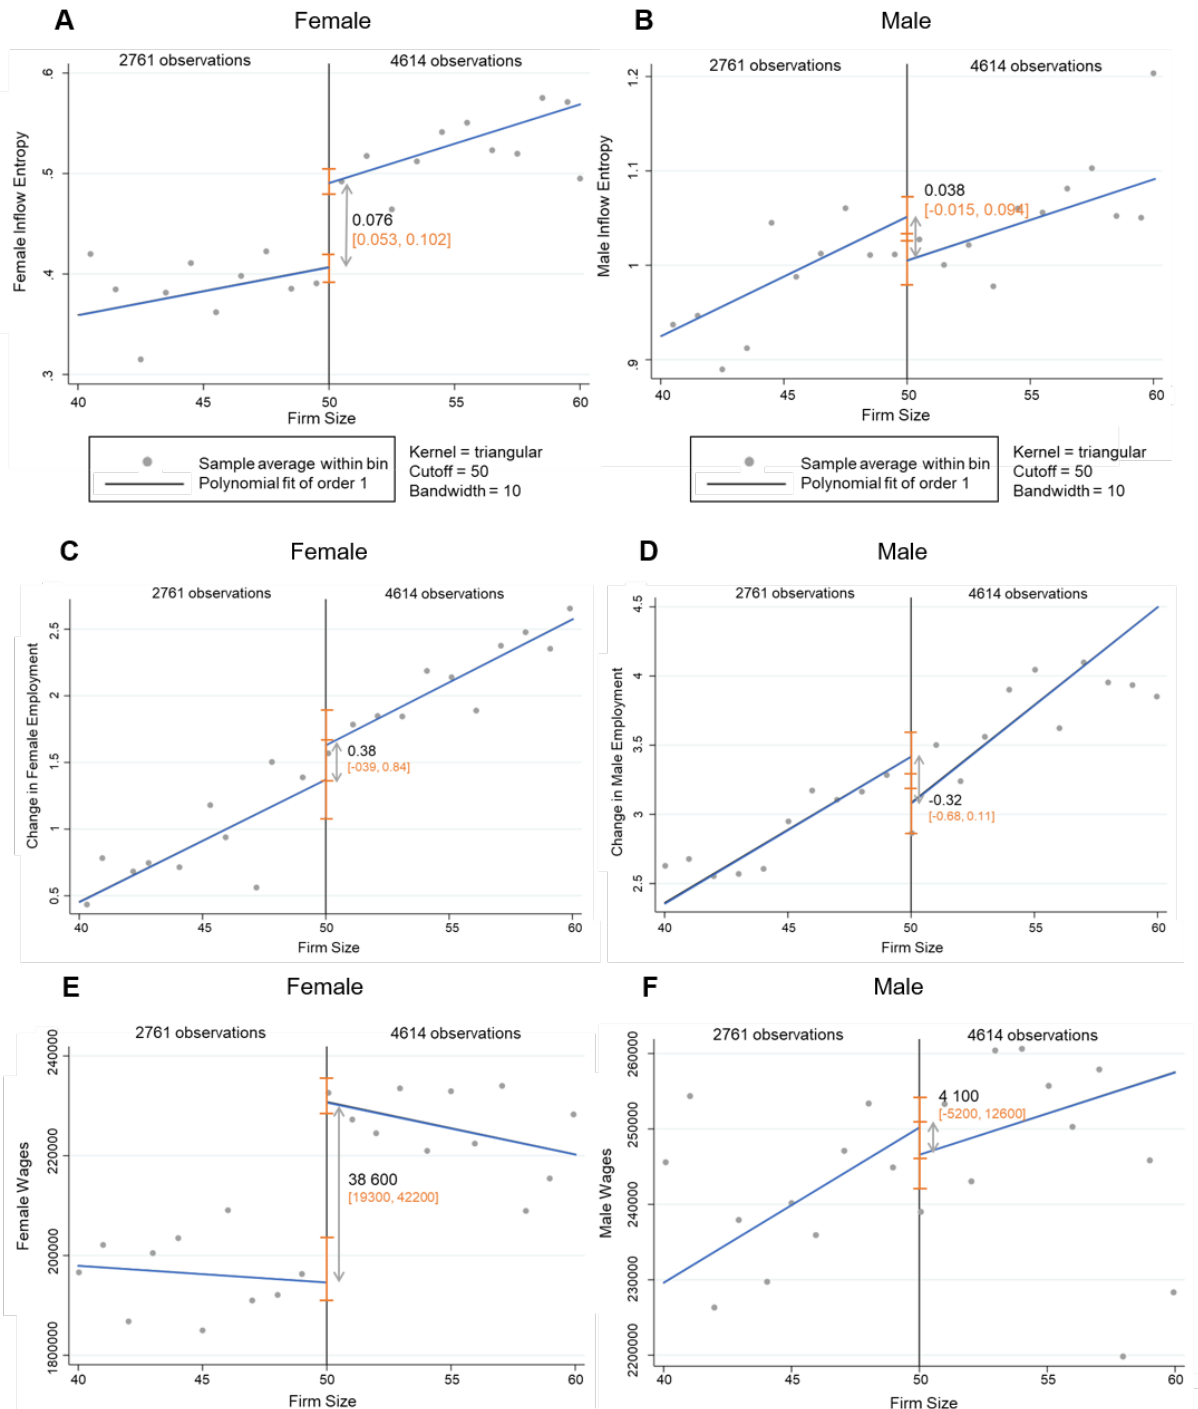 A
Female
2761 observations
4614 observations
Female Inflow Entropy
.6
.5
.4
.3
0.076
[0.053, 0.102]
40
45
50
55
60
Firm Size
Sample average within bin
Polynomial fit of order 1
Kernel = triangular
Cutoff = 50
Bandwidth = 10
B
Male
2761 observations
4614 observations
Male Inflow Entropy
1.2
1.1
1
.9
0.038
[-0.015, 0.094]
40
45
50
55
60
Firm Size
Sample average within bin
Polynomial fit of order 1
Kernel = triangular
Cutoff = 50
Bandwidth = 10
C
Female
2761 observations
4614 observations
Change in Female Employment
2.5
2
1.5
1
0.5
0.38
[-039, 0.84]
40
45
50
55
60
Firm Size
D
Male
2761 observations
4614 observations
Change in Male Employment
4.5
4
3.5
3
2.5
-0.32
[-0.68, 0.11]
40
45
50
55
60
Firm Size
E
Female
2761 observations
4614 observations
Female Wages
240000
220000
200000
1800000
38 600
[19300, 42200]
40
45
50
55
60
Firm Size
F
Male
2761 observations
4614 observations
Male Wages
260000
250000
240000
230000
2200000
4 100
[-5200, 12600]
40
45
50
55
60
Firm Size